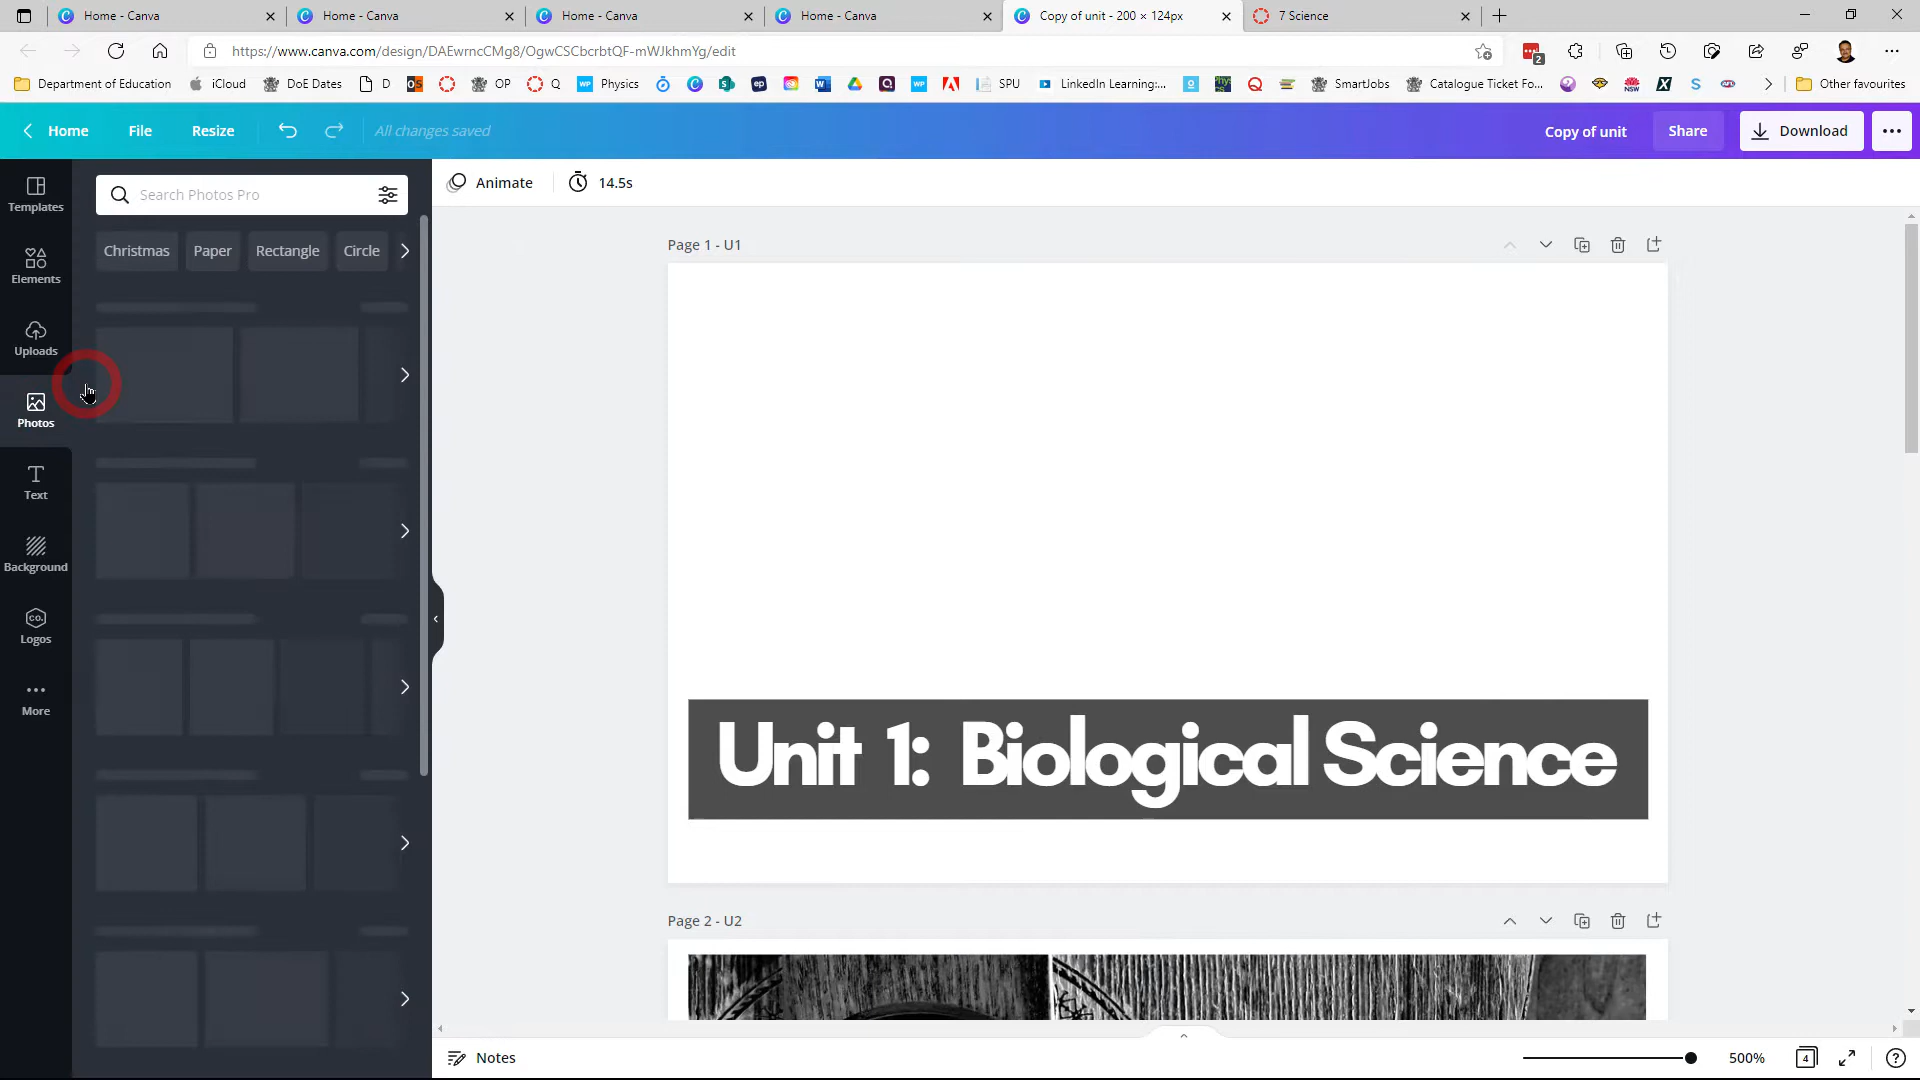 Home - Canva
Home - Canva
Home - Canva
Home - Canva
Copy of unit - 200 × 124px
7 Science
https://www.canva.com/design/DAEwrncCMg8/OgwCSCbcrbtQF-mWJkhmYg/edit
2
Department of Education
iCloud
DoE Dates
D
OP
Q
Physics
SPU
LinkedIn Learning:...
SmartJobs
Catalogue Ticket Fo...
Other favourites
Home
File
Resize
All changes saved
Copy of unit
Share
Download
Templates
Elements
Uploads
Photos
Text
Background
CO.
Logos
More
Search Photos Pro
Christmas
Paper
Rectangle
Circle
Animate
14.5s
Page 1 - U1
Unit 1: Biological Science
Page 2 - U2
Notes
500%
4